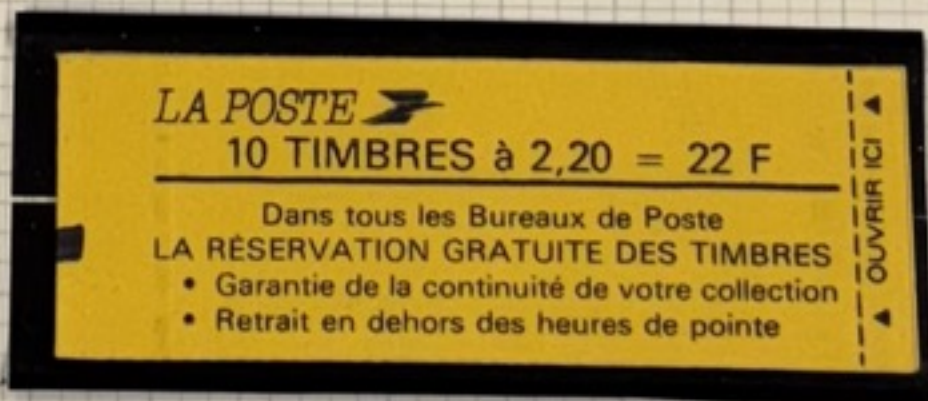 LA POSTE
10 TIMBRES à 2,20 = 22 F
Dans tous les Bureaux de Poste
LA RÉSERVATION GRATUITE DES TIMBRES
• Garantie de la continuité de votre collection
• Retrait en dehors des heures de pointe
▲ OUVRIR ICI ▲